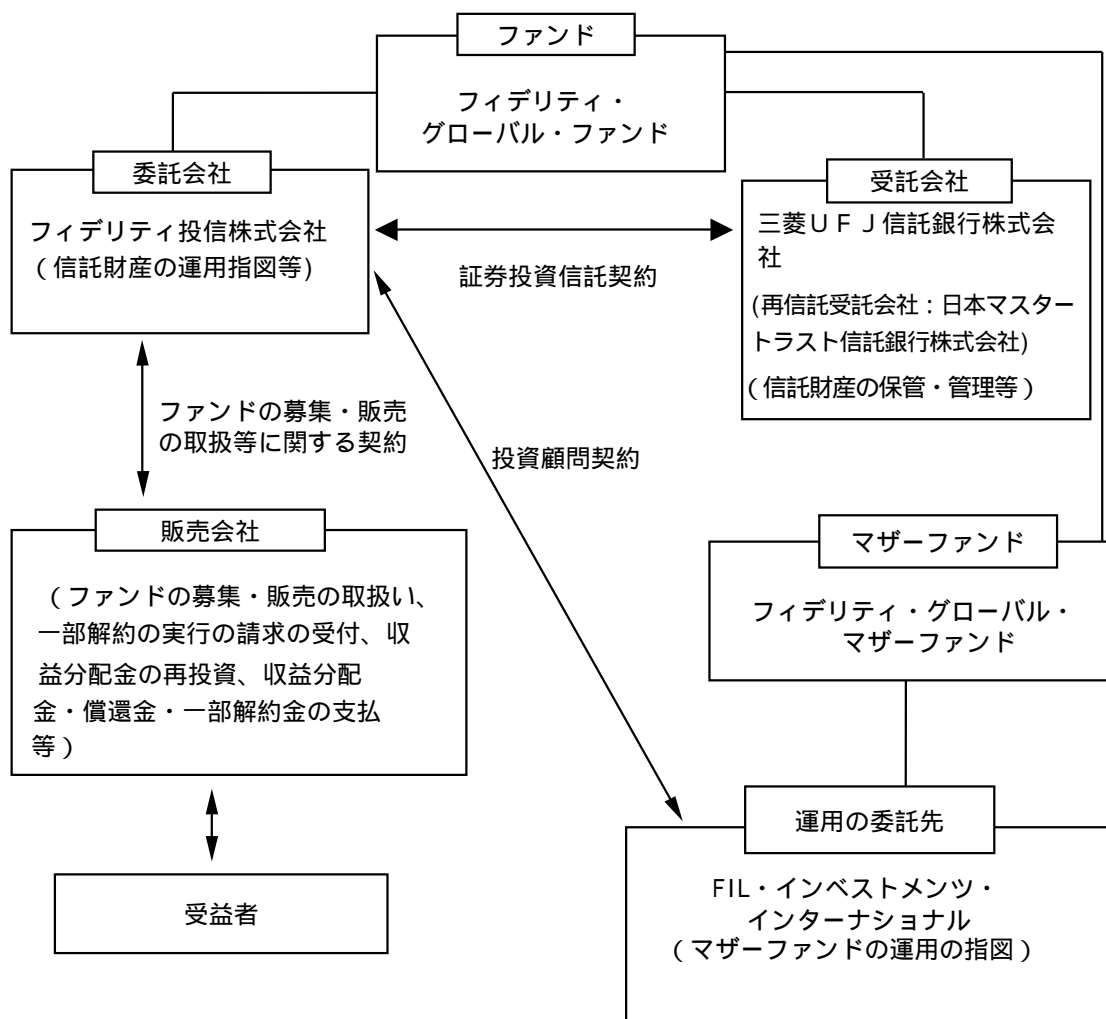 ファンド
フィデリティ・
グローバル・ファンド
委託会社
フィデリティ投信株式会社
（信託財産の運用指図等)
受託会社
三菱ＵＦＪ信託銀行株式会
社
(再信託受託会社：日本マスター
トラスト信託銀行株式会社)
（信託財産の保管・管理等）
証券投資信託契約
ファンドの募集・販売
の取扱等に関する契約
投資顧問契約
販売会社
（ファンドの募集・販売の取扱い、
一部解約の実行の請求の受付、収
益分配金の再投資、収益分配
金・償還金・一部解約金の支払
等）
マザーファンド
フィデリティ・グローバル・
マザーファンド
運用の委託先
FIL・インベストメンツ・
インターナショナル
（マザーファンドの運用の指図）
受益者